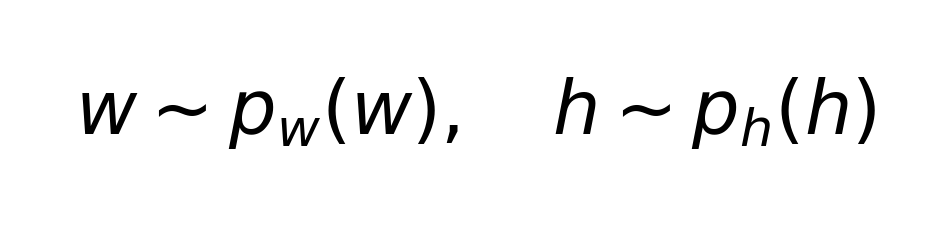 w ∼ p_w(w),    h ∼ p_h(h)